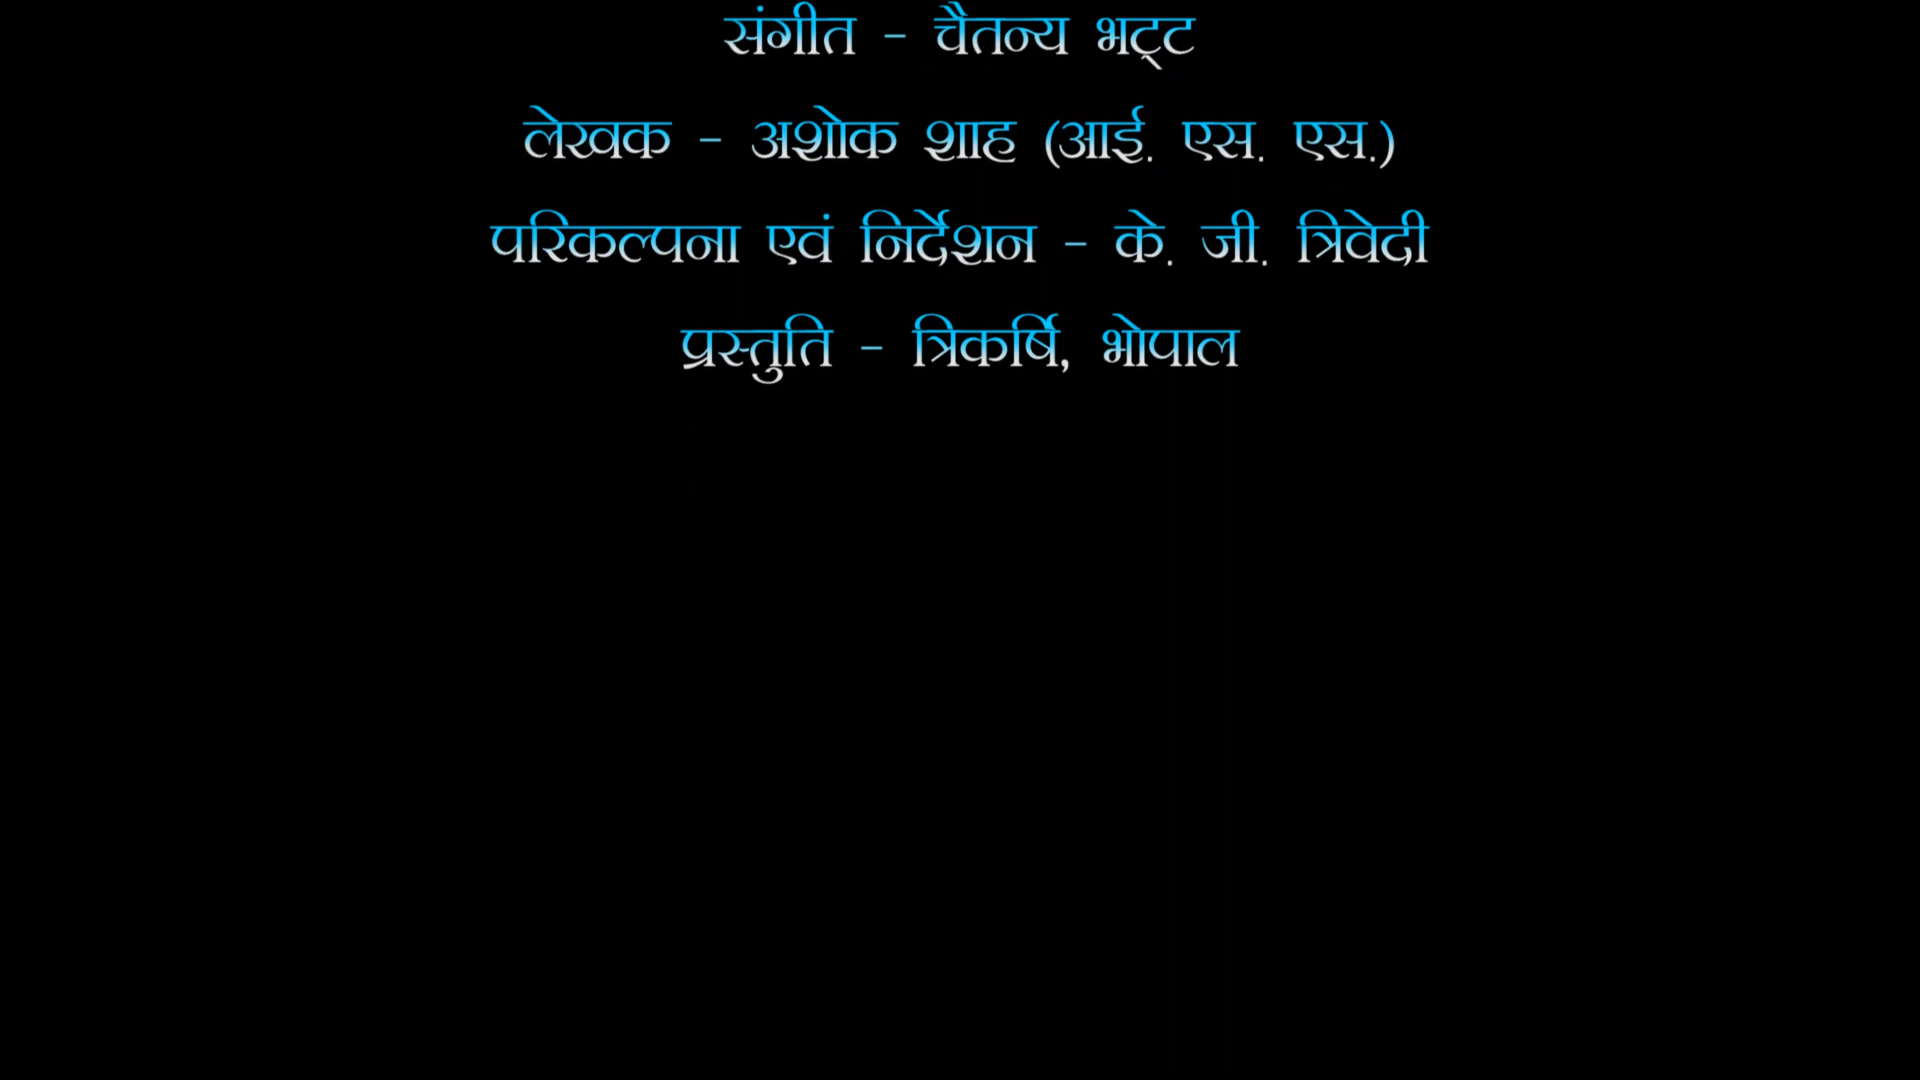 संगीत - चैतन्य भट्ट
लेखक - अशोक शाह (आई. एस. एस.)
परिकल्पना एवं निर्देशन - के. जी. त्रिवेदी
प्रस्तुति - त्रिकर्षि, भोपाल